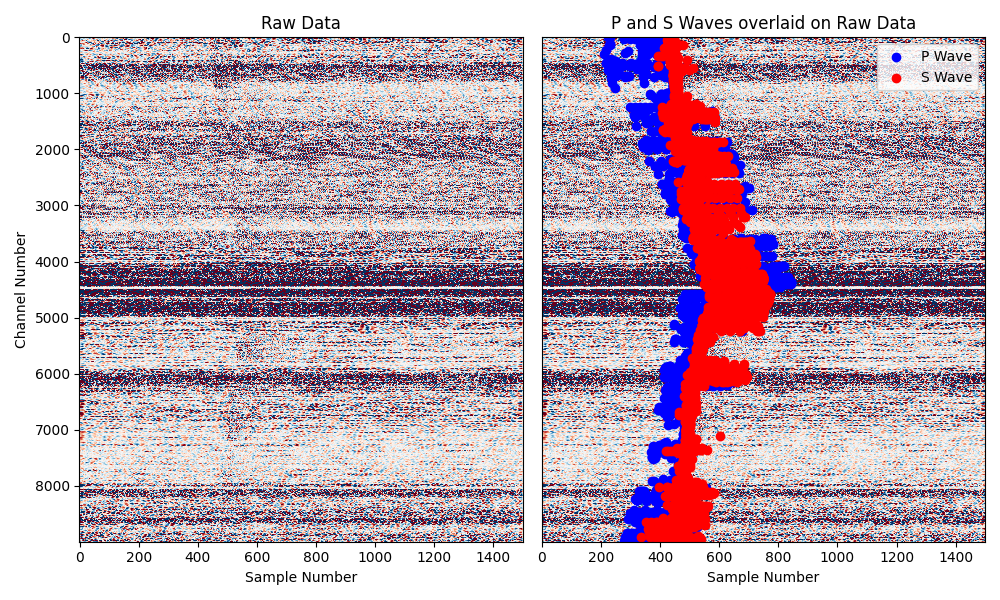 Raw Data
P and S Waves overlaid on Raw Data
Channel Number
0
1000
2000
3000
4000
5000
6000
7000
8000
P Wave
S Wave
0 200 400 600 800 1000 1200 1400
0 200 400 600 800 1000 1200 1400
Sample Number
Sample Number